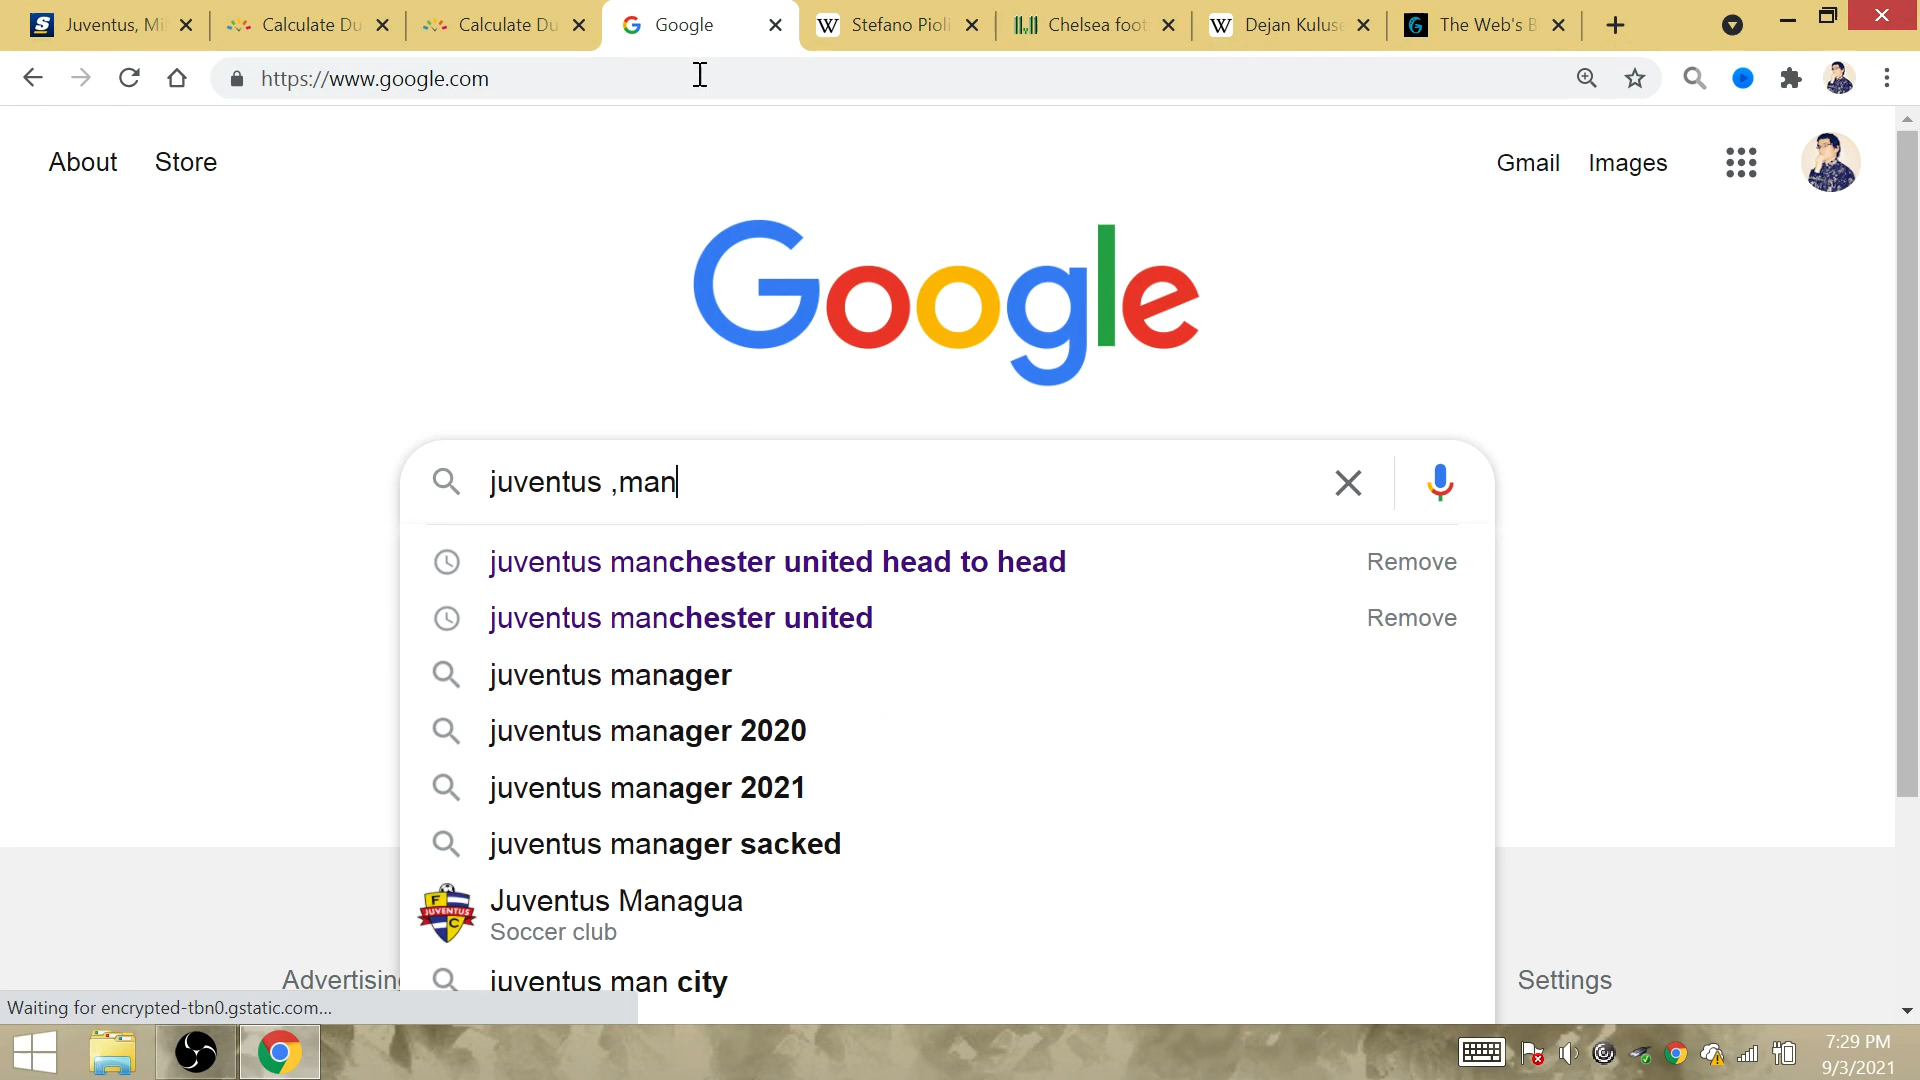 Juventus, Mi
Calculate Du
Calculate Du
Google
Stefano Pioli
Chelsea foot
Dejan Kuluse
The Web's B
https://www.google.com
About Store
Gmail Images
Google
juventus ,man
juventus manchester united head to head Remove
juventus manchester united Remove
juventus manager
juventus manager 2020
juventus manager 2021
juventus manager sacked
Juventus Managua
Soccer club
juventus man city
Advertising
Settings
Waiting for encrypted-tbn0.gstatic.com...
7:29 PM
9/3/2021